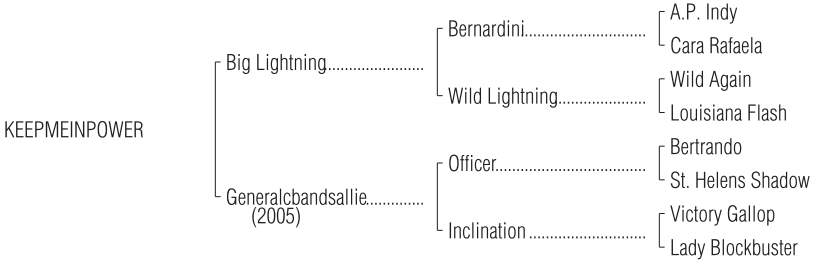 A.P. Indy
Bernardini
Cara Rafaela
Big Lightning
Wild Again
Wild Lightning
Louisiana Flash
KEEPMEINPOWER
Bertrando
Officer
St. Helens Shadow
Generalcbandsallie
(2005)
Victory Gallop
Inclination
Lady Blockbuster